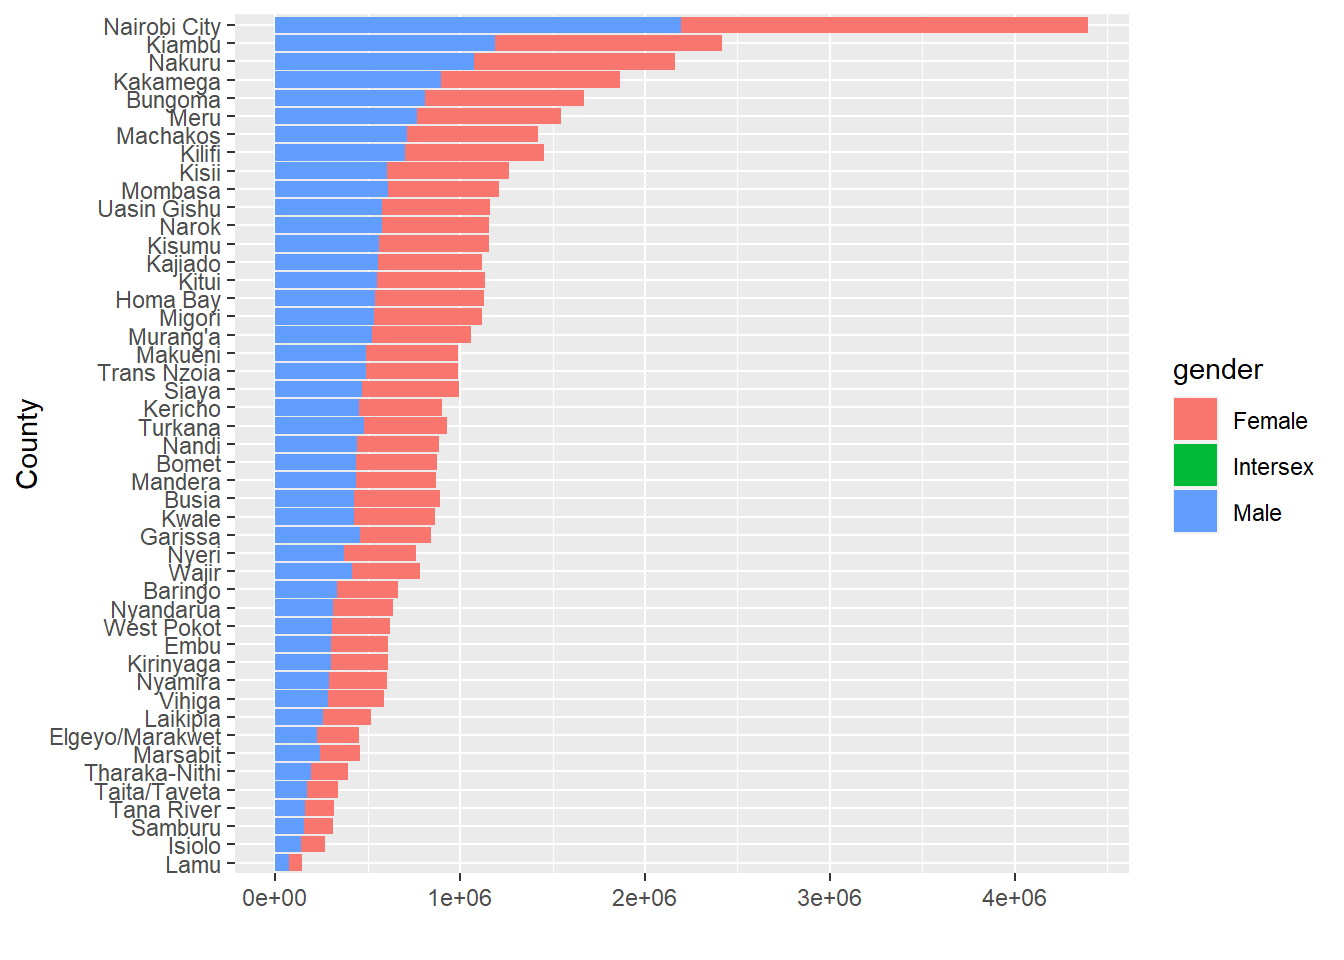 County
Nairobi City
Kiambu
Nakuru
Kakamega
Bungoma
Meru
Machakos
Kilifi
Kisii
Mombasa
Uasin Gishu
Narok
Kisumu
Kajiado
Kitui
Homa Bay
Migori
Murang'a
Makueni
Trans Nzoia
Siaya
Kericho
Turkana
Nandi
Bomet
Mandera
Busia
Kwale
Garissa
Nyeri
Wajir
Baringo
Nyandarua
West Pokot
Embu
Kirinyaga
Nyamira
Vihiga
Laikipia
Elgeyo/Marakwet
Marsabit
Tharaka-Nithi
Taita/Taveta
Tana River
Samburu
Isiolo
Lamu
0e+00 1e+06 2e+06 3e+06 4e+06
gender
Female
Intersex
Male